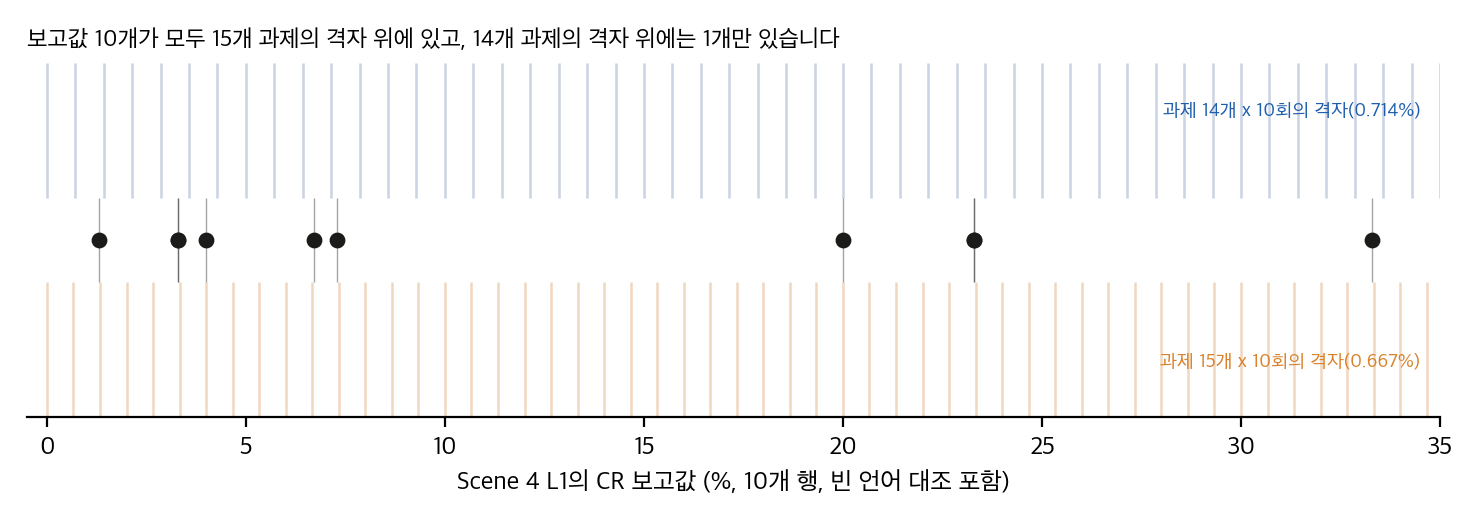 보고값 10개가 모두 15개 과제의 격자 위에 있고, 14개 과제의 격자 위에는 1개만 있습니다
과제 14개 x 10회의 격자(0.714%)
과제 15개 x 10회의 격자(0.667%)
0 5 10 15 20 25 30 35
Scene 4 L1의 CR 보고값 (%, 10개 행, 빈 언어 대조 포함)